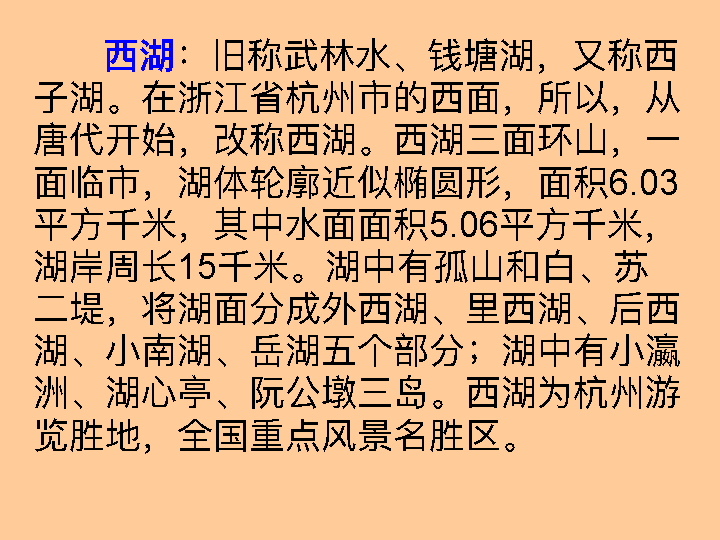 西湖：旧称武林水、钱塘湖，又称西
子湖。在浙江省杭州市的西面，所以，从
唐代开始，改称西湖。西湖三面环山，一
面临市，湖体轮廓近似椭圆形，面积6.03
平方千米，其中水面面积5.06平方千米，
湖岸周长15千米。湖中有孤山和白、苏
二堤，将湖面分成外西湖、里西湖、后西
湖、小南湖、岳湖五个部分；湖中有小瀛
洲、湖心亭、阮公墩三岛。西湖为杭州游
览胜地，全国重点风景名胜区。